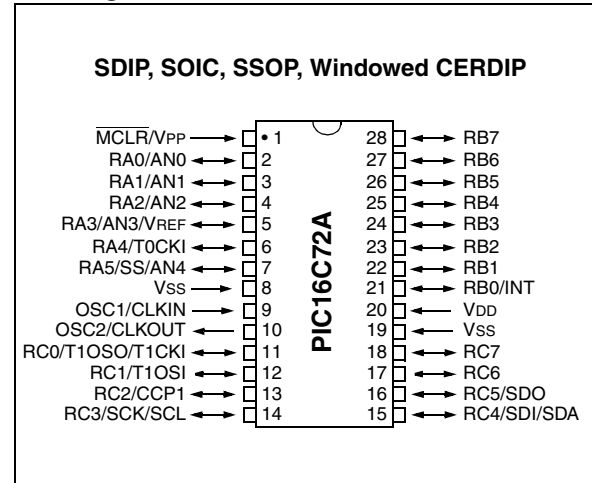 SDIP, SOIC, SSOP, Windowed CERDIP
MCLR/VPP • 1 28 RB7
RA0/AN0 2 27 RB6
RA1/AN1 3 26 RB5
RA2/AN2 4 25 RB4
RA3/AN3/VREF 5 24 RB3
RA4/T0CKI 6 23 RB2
RA5/SS/AN4 7 22 RB1
VSS 8 21 RB0/INT
OSC1/CLKIN 9 20 VDD
OSC2/CLKOUT 10 19 VSS
RC0/T1OSO/T1CKI 11 18 RC7
RC1/T1OSI 12 17 RC6
RC2/CCP1 13 16 RC5/SDO
RC3/SCK/SCL 14 15 RC4/SDI/SDA
PIC16C72A